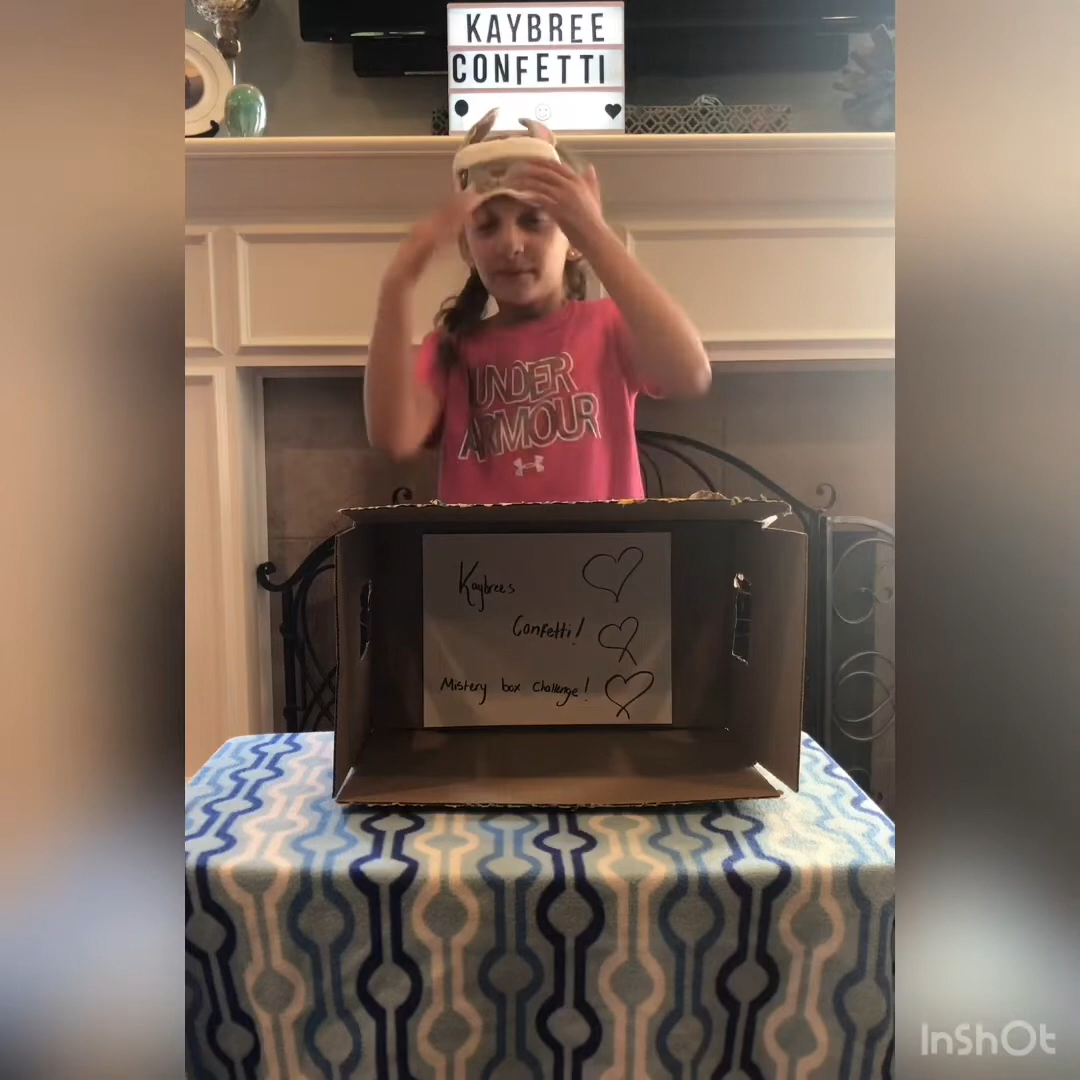 KAYBREE
CONFETTI
UNDER
ARMOUR
Kaybrees
Confetti!
Mistery box Challenge!
InShOt